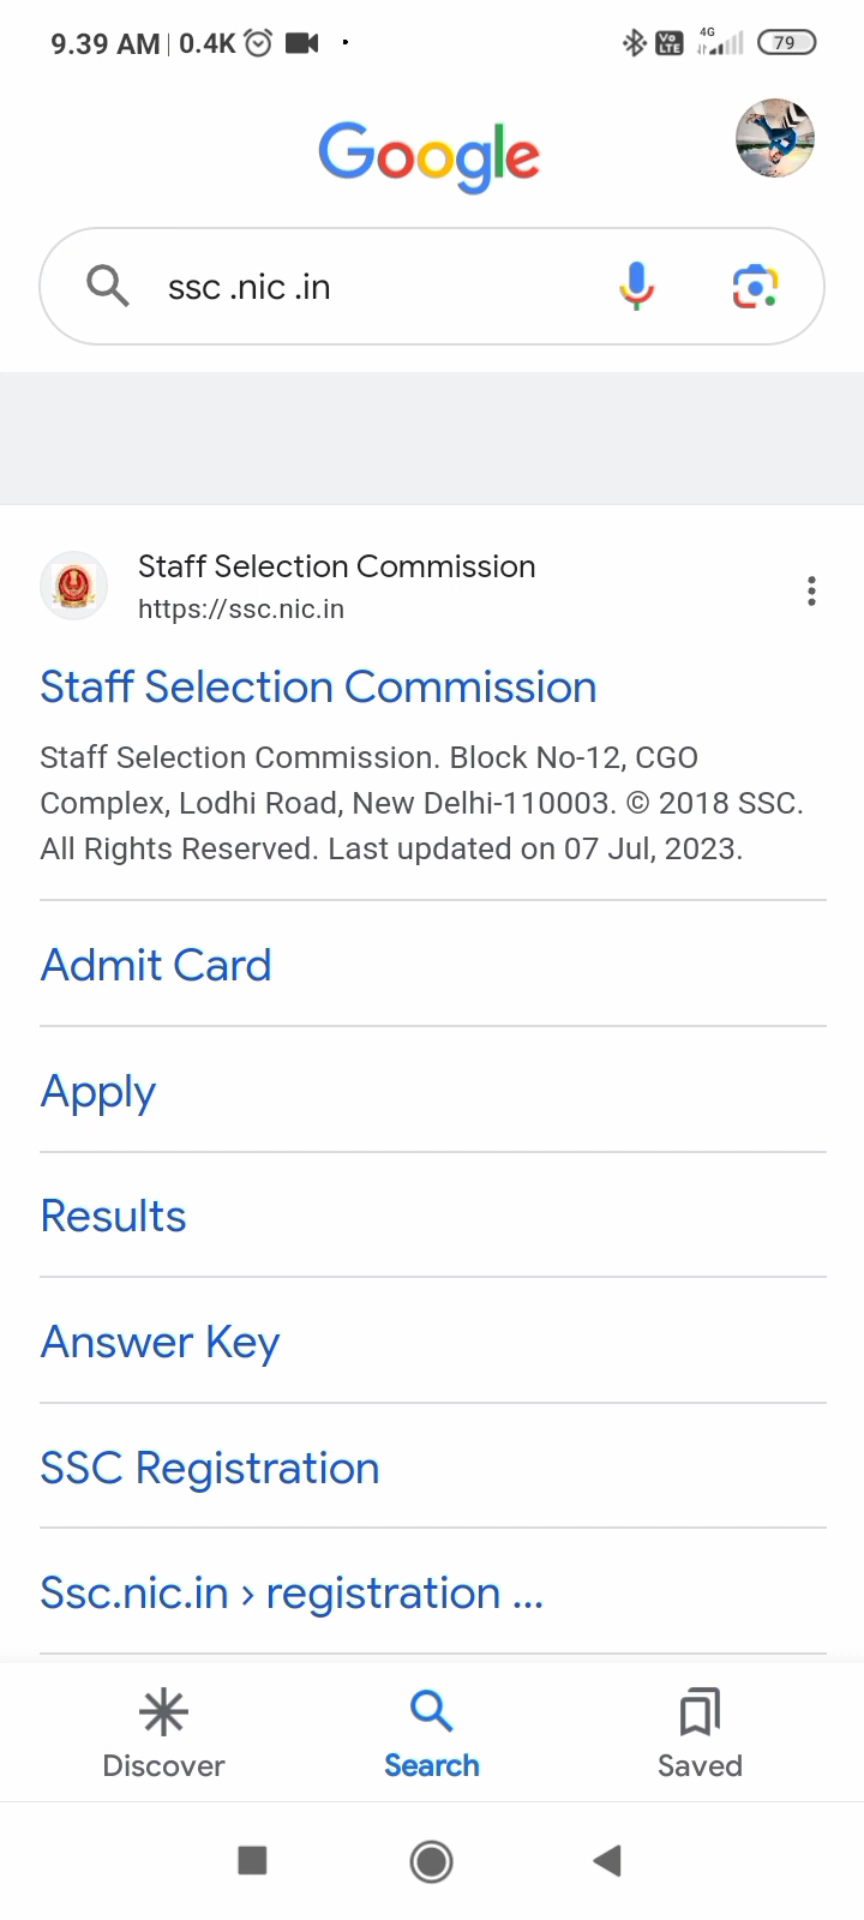 9.39 AM | 0.4K
Vo LTE 4G 79
Google
ssc .nic .in
Staff Selection Commission
https://ssc.nic.in
Staff Selection Commission
Staff Selection Commission. Block No-12, CGO
Complex, Lodhi Road, New Delhi-110003. © 2018 SSC.
All Rights Reserved. Last updated on 07 Jul, 2023.
Admit Card
Apply
Results
Answer Key
SSC Registration
Ssc.nic.in › registration ...
Discover
Search
Saved